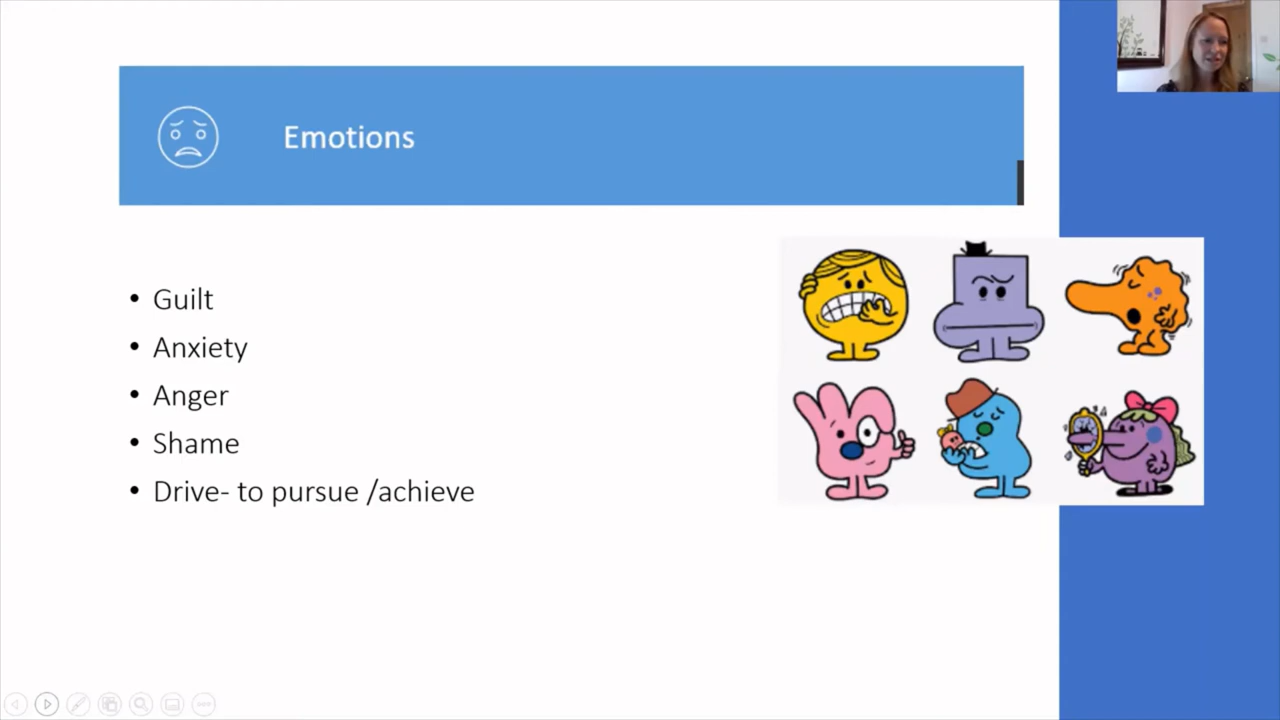 Emotions
• Guilt
• Anxiety
• Anger
• Shame
• Drive- to pursue /achieve